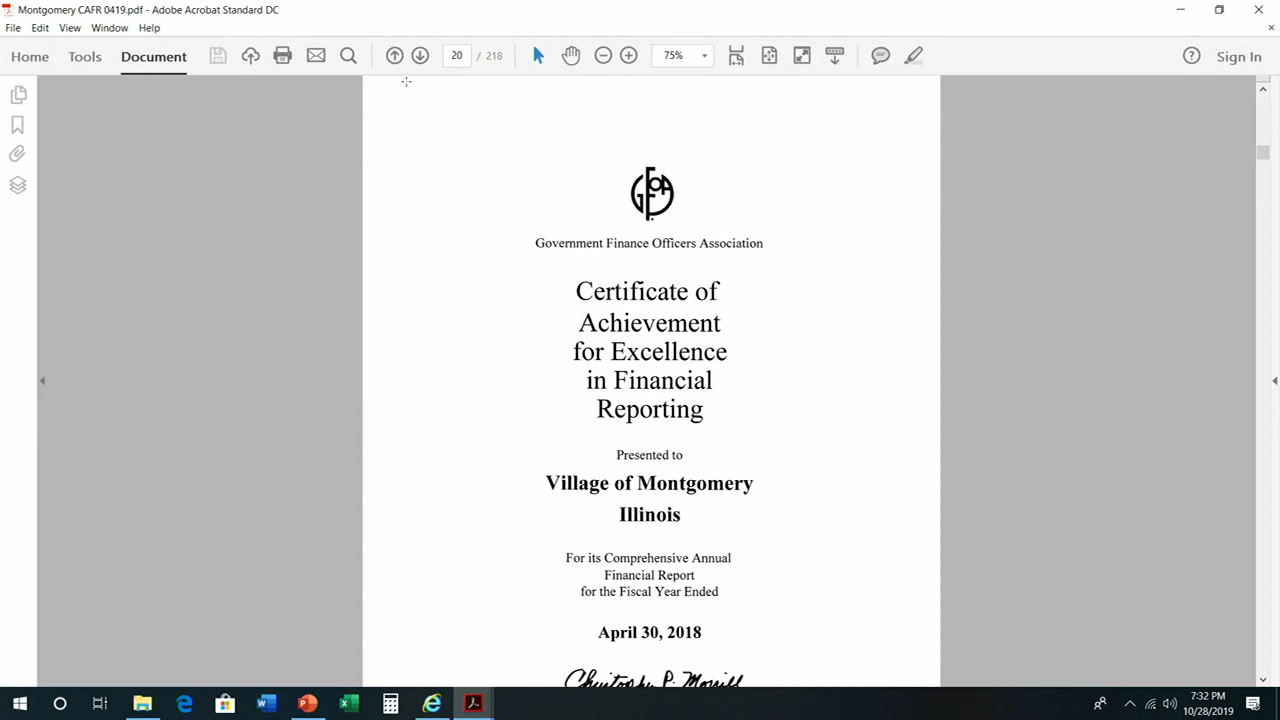 Montgomery CAFR 0419.pdf - Adobe Acrobat Standard DC
File Edit View Window Help
Home Tools Document 20 / 218 75% Sign In
GFOA
Government Finance Officers Association
Certificate of
Achievement
for Excellence
in Financial
Reporting
Presented to
Village of Montgomery
Illinois
For its Comprehensive Annual
Financial Report
for the Fiscal Year Ended
April 30, 2018
Christopher P. Morrill
7:32 PM
10/28/2019